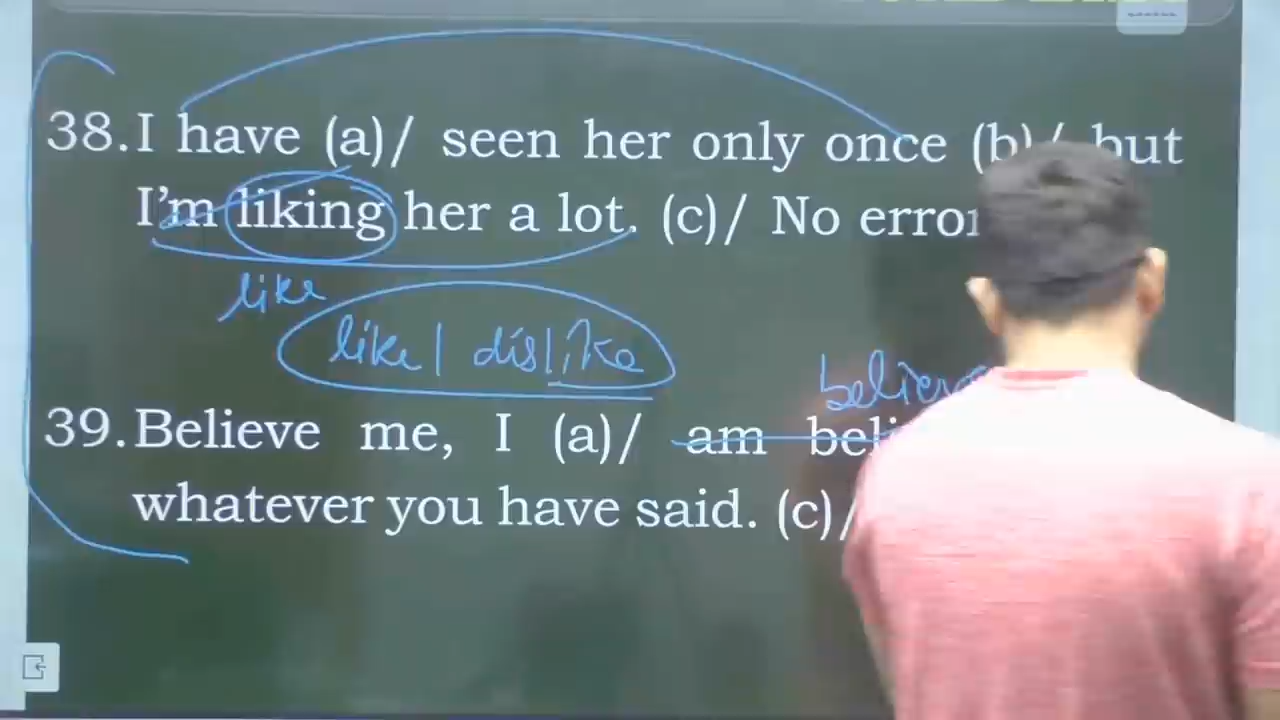 38. I have (a)/ seen her only once (b)/ but
I'm liking her a lot. (c)/ No error
like
like | dislike
believe
39. Believe me, I (a)/ am
whatever you have said. (c)/